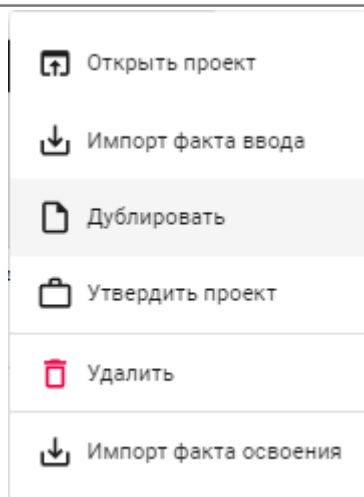 Открыть проект
Импорт факта ввода
Дублировать
Утвердить проект
Удалить
Импорт факта освоения